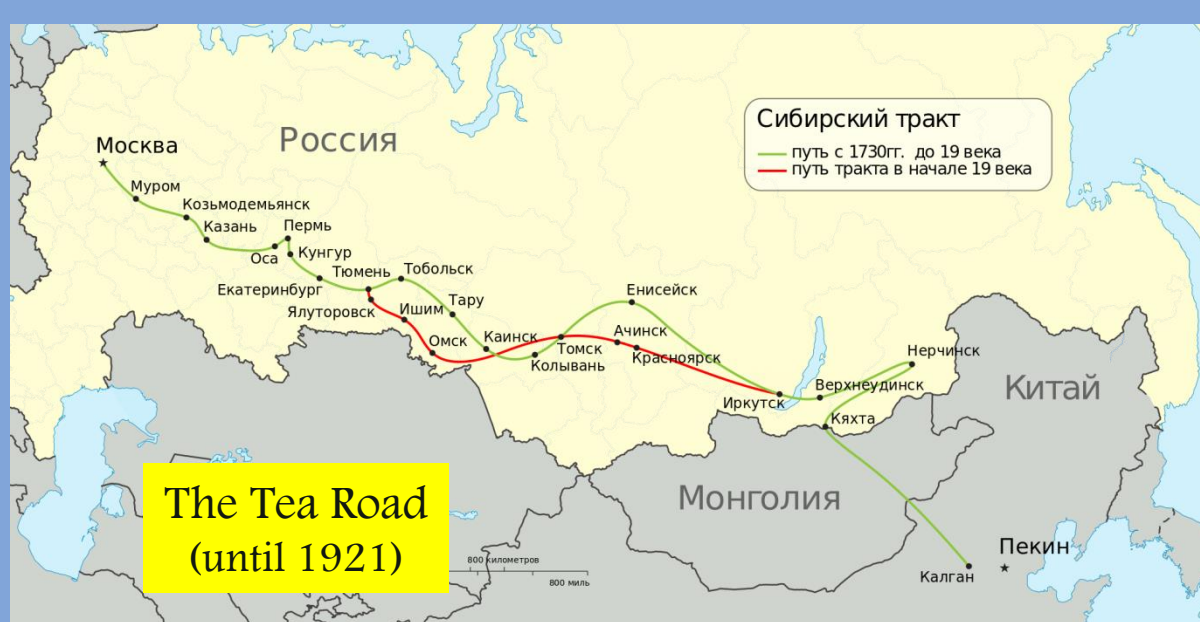 Сибирский тракт
путь с 1730гг. до 19 века
путь тракта в начале 19 века
Россия
Москва
Муром
Козьмодемьянск
Казань
Пермь
Оса
Кунгур
Екатеринбург
Тюмень
Тобольск
Ялуторовск
Ишим
Тару
Омск
Каинск
Колывань
Томск
Енисейск
Ачинск
Красноярск
Иркутск
Верхнеудинск
Нерчинск
Кяхта
Китай
Монголия
Пекин
Калган
The Tea Road
(until 1921)
800 километров
800 миль